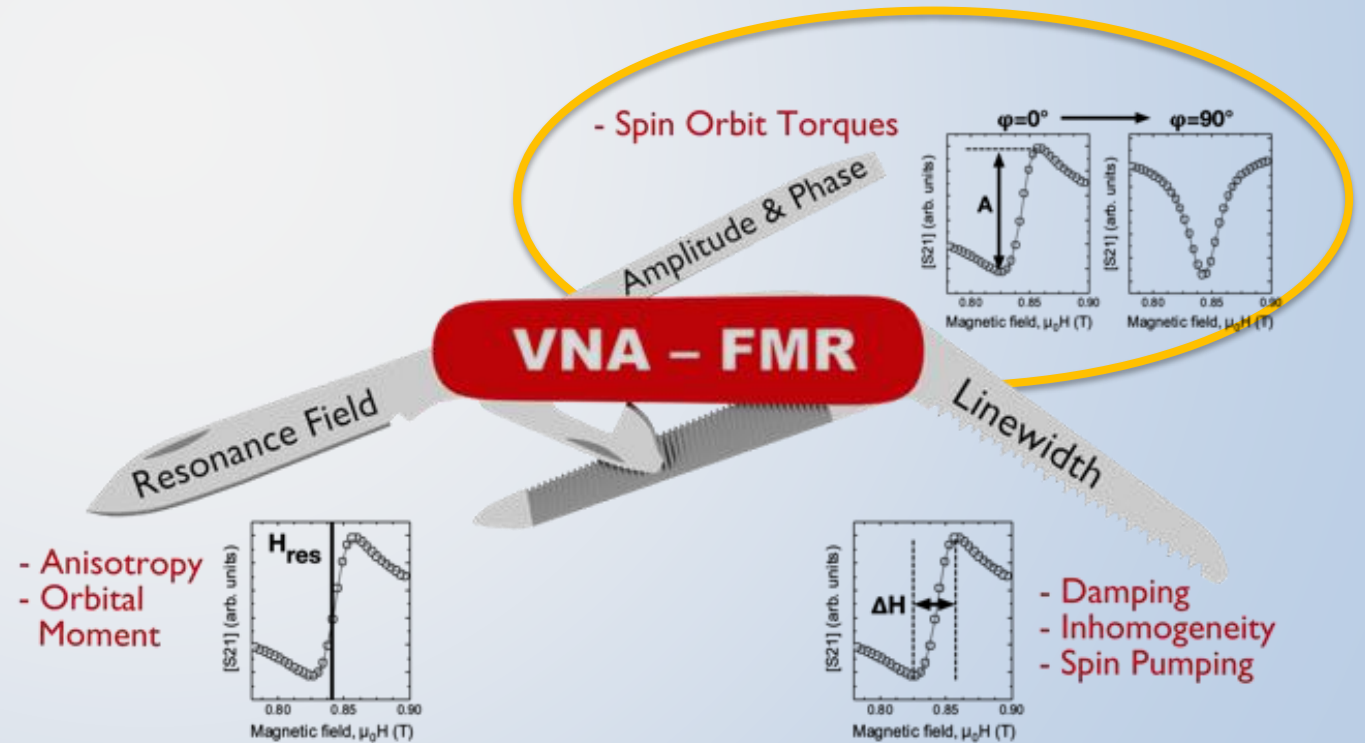 - Spin Orbit Torques
φ=0°
φ=90°
Amplitude & Phase
A
[S21] (arb. units)
[S21] (arb. units)
0.80 0.85 0.90
0.80 0.85 0.90
Magnetic field, μ₀H (T)
Magnetic field, μ₀H (T)
VNA – FMR
Resonance Field
Linewidth
- Anisotropy
- Orbital
Moment
Hres
[S21] (arb. units)
0.80 0.85 0.90
Magnetic field, μ₀H (T)
ΔH
[S21] (arb. units)
0.80 0.85 0.90
Magnetic field, μ₀H (T)
- Damping
- Inhomogeneity
- Spin Pumping